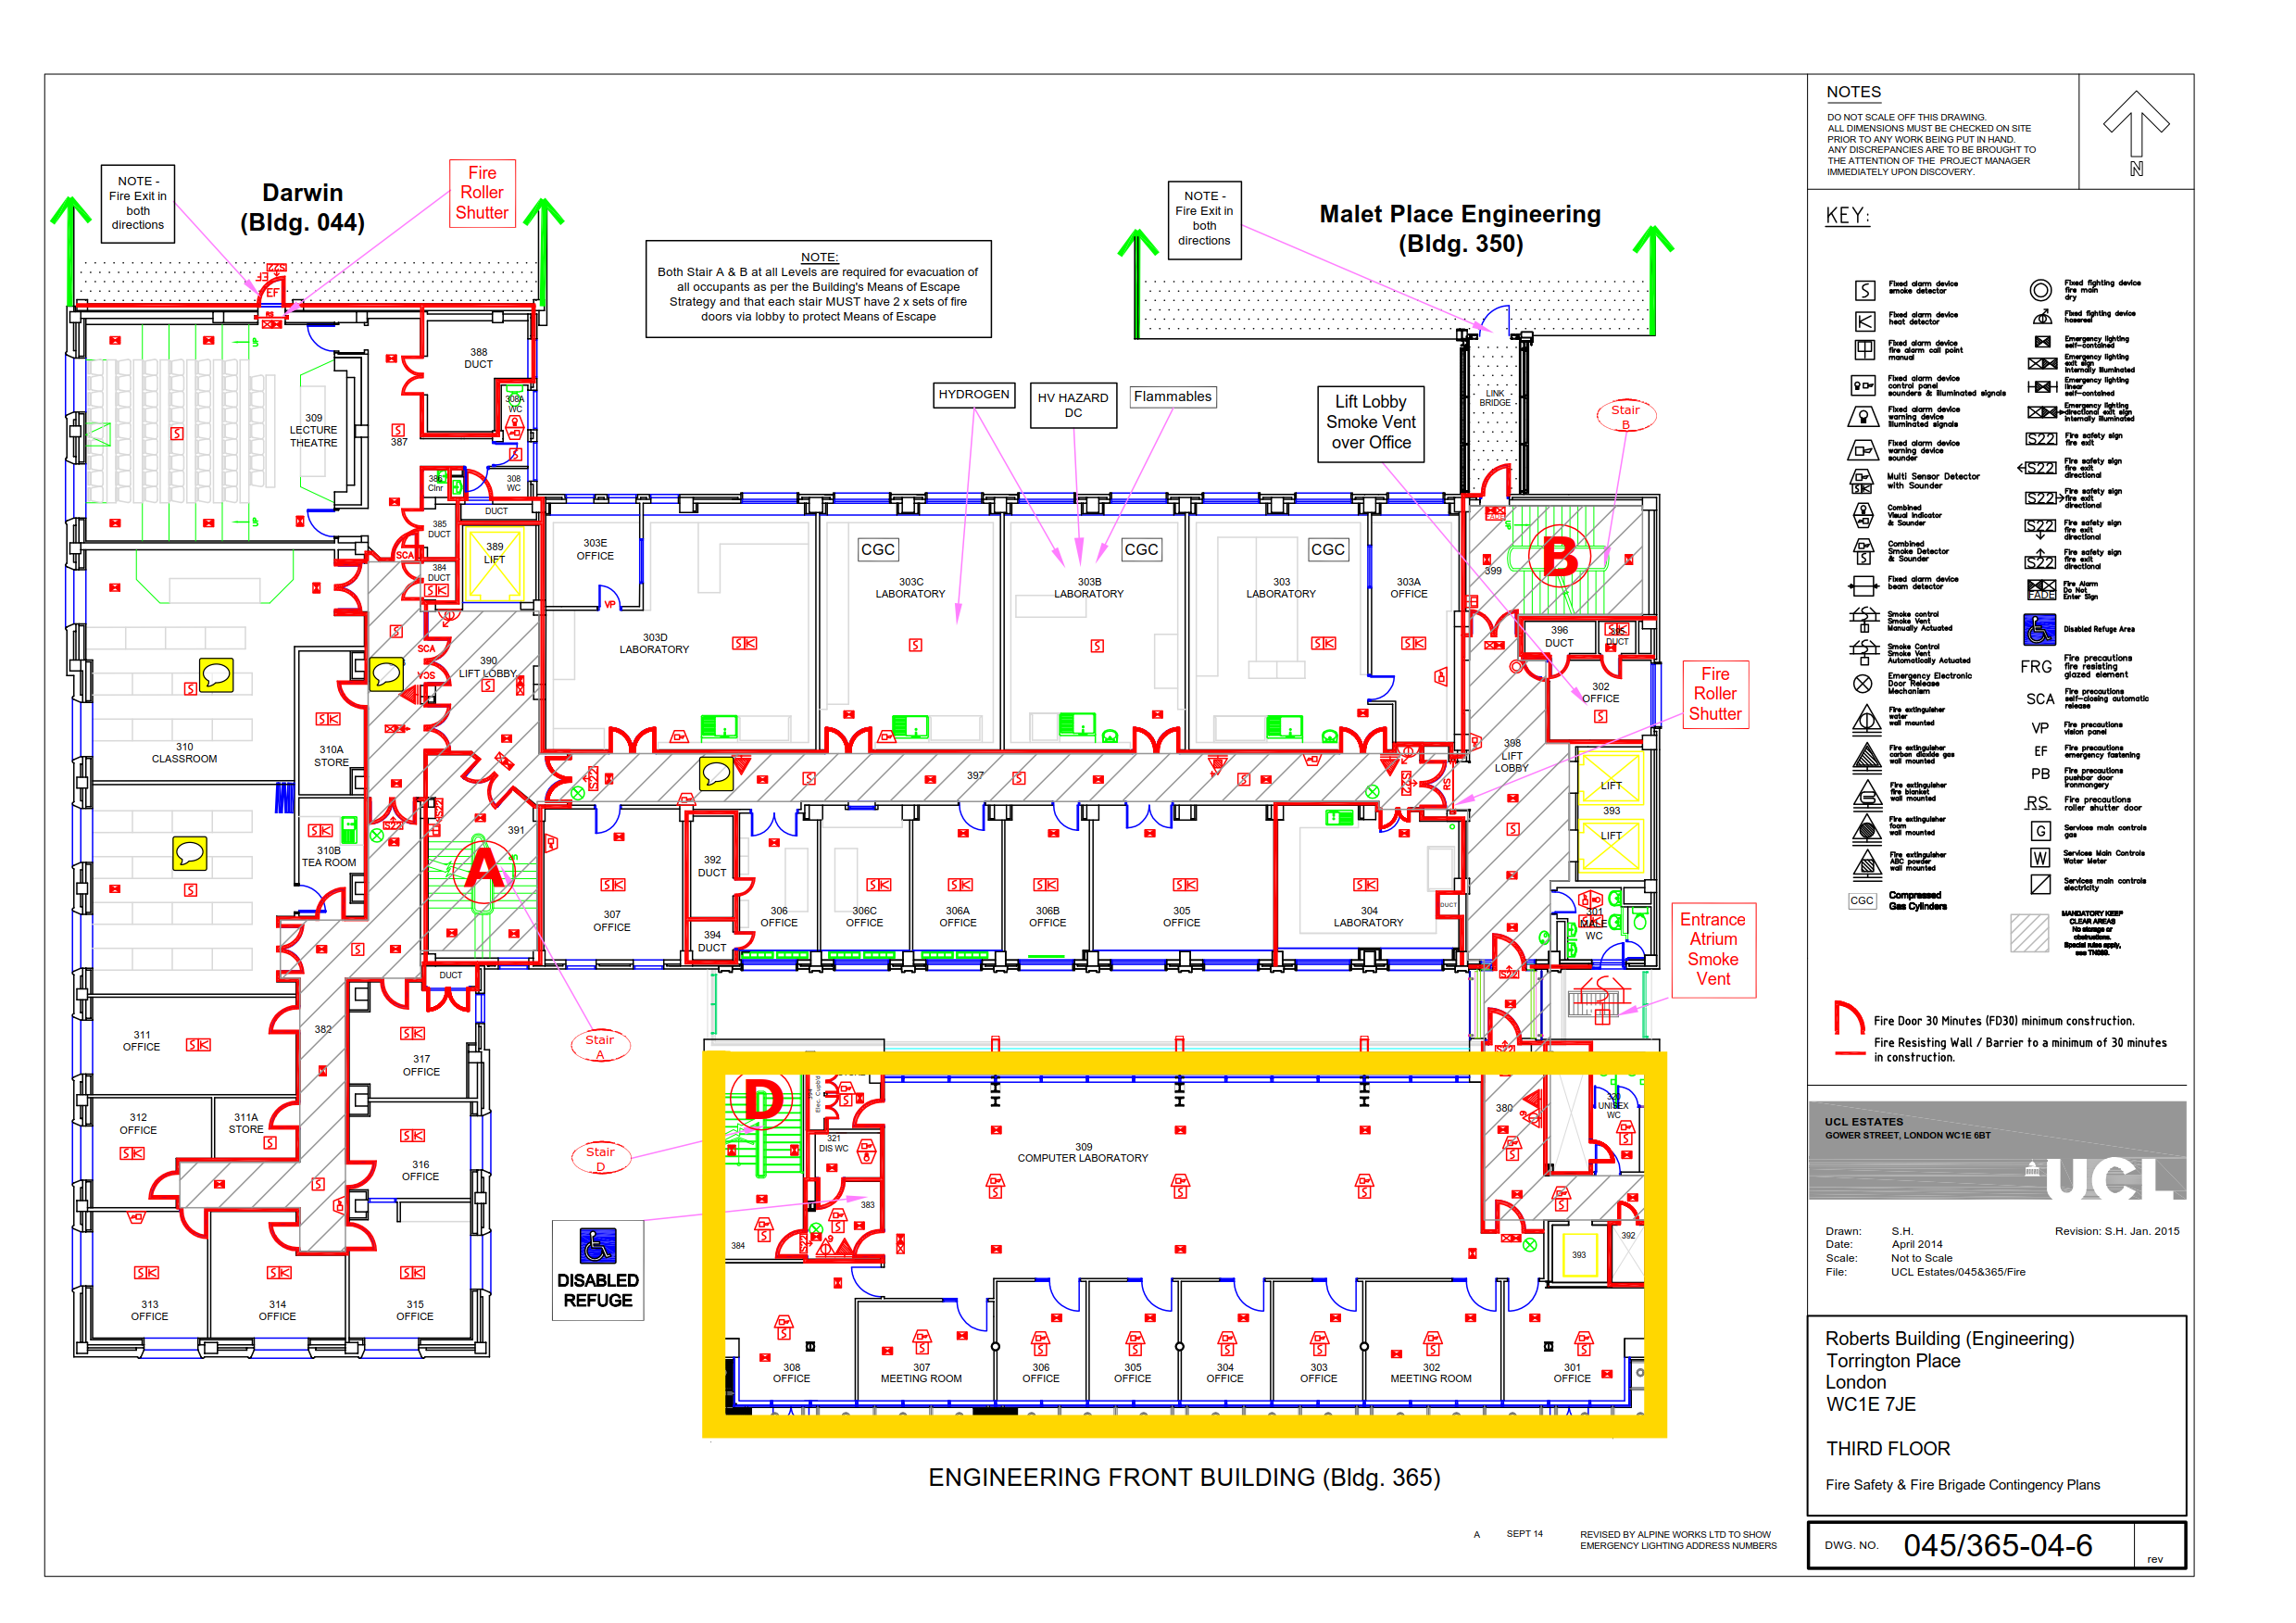 NOTE -
Fire Exit in
both
directions
Darwin
(Bldg. 044)
Fire
Roller
Shutter
NOTE:
Both Stair A & B at all Levels are required for evacuation of
all occupants as per the Building's Means of Escape
Strategy and that each stair MUST have 2 x sets of fire
doors via lobby to protect Means of Escape
NOTE -
Fire Exit in
both
directions
Malet Place Engineering
(Bldg. 350)
HYDROGEN
HV HAZARD
DC
Flammables
Lift Lobby
Smoke Vent
over Office
LINK
BRIDGE
Stair
B
EF
388
DUCT
309
LECTURE
THEATRE
387
308A
WC
308
WC
386
Clnr
DUCT
385
DUCT
384
DUCT
389
LIFT
SCA
303E
OFFICE
VP
303D
LABORATORY
CGC
303C
LABORATORY
CGC
303B
LABORATORY
CGC
303
LABORATORY
303A
OFFICE
399
B
396
DUCT
DUCT
302
OFFICE
398
LIFT
LOBBY
LIFT
393
LIFT
301
MALE
WC
Fire
Roller
Shutter
Entrance
Atrium
Smoke
Vent
390
LIFT LOBBY
SCA
310
CLASSROOM
310A
STORE
310B
TEA ROOM
391
A
397
307
OFFICE
392
DUCT
394
DUCT
306
OFFICE
306C
OFFICE
306A
OFFICE
306B
OFFICE
305
OFFICE
304
LABORATORY
DUCT
RS
DUCT
382
311
OFFICE
312
OFFICE
311A
STORE
317
OFFICE
316
OFFICE
313
OFFICE
314
OFFICE
315
OFFICE
Stair
A
Stair
D
DISABLED
REFUGE
D
Elec. Cupb'd
321
DIS WC
383
384
309
COMPUTER LABORATORY
380
320
UNISEX
WC
392
393
308
OFFICE
307
MEETING ROOM
306
OFFICE
305
OFFICE
304
OFFICE
303
OFFICE
302
MEETING ROOM
301
OFFICE
ENGINEERING FRONT BUILDING (Bldg. 365)
A SEPT 14 REVISED BY ALPINE WORKS LTD TO SHOW
EMERGENCY LIGHTING ADDRESS NUMBERS
NOTES
DO NOT SCALE OFF THIS DRAWING.
ALL DIMENSIONS MUST BE CHECKED ON SITE
PRIOR TO ANY WORK BEING PUT IN HAND.
ANY DISCREPANCIES ARE TO BE BROUGHT TO
THE ATTENTION OF THE PROJECT MANAGER
IMMEDIATELY UPON DISCOVERY.
N
KEY:
Fixed alarm device
smoke detector
Fixed alarm device
heat detector
Fixed alarm device
fire alarm call point
manual
Fixed alarm device
control panel
sounders & illuminated signals
Fixed alarm device
warning device
illuminated signals
Fixed alarm device
warning device
sounder
Multi Sensor Detector
with Sounder
Combined
Visual Indicator
& Sounder
Combined
Smoke Detector
& Sounder
Fixed alarm device
beam detector
Smoke control
Smoke Vent
Manually Actuated
Smoke Control
Smoke Vent
Automatically Actuated
Emergency Electronic
Door Release
Mechanism
Fire extinguisher
water
wall mounted
Fire extinguisher
carbon dioxide gas
wall mounted
Fire extinguisher
fire blanket
wall mounted
Fire extinguisher
foam
wall mounted
Fire extinguisher
ABC powder
wall mounted
CGC Compressed
Gas Cylinders
Fixed fighting device
fire main
dry
Fixed fighting device
hosereel
Emergency lighting
self-contained
Emergency lighting
exit sign
internally illuminated
Emergency lighting
linear
self-contained
Emergency lighting
directional exit sign
internally illuminated
S22 Fire safety sign
fire exit
S22 Fire safety sign
fire exit
directional
S22 Fire safety sign
fire exit
directional
S22 Fire safety sign
fire exit
directional
S22 Fire safety sign
fire exit
directional
FADE Fire Alarm
Do Not
Enter Sign
Disabled Refuge Area
FRG Fire precautions
fire resisting
glazed element
SCA Fire precautions
self-closing automatic
release
VP Fire precautions
vision panel
EF Fire precautions
emergency fastening
PB Fire precautions
pushbar door
ironmongery
RS Fire precautions
roller shutter door
G Services main controls
gas
W Services Main Controls
Water Meter
Services main controls
electricity
MANDATORY KEEP
CLEAR AREAS
No storage or
obstructions.
Special rules apply,
Fire Door 30 Minutes (FD30) minimum construction.
Fire Resisting Wall / Barrier to a minimum of 30 minutes
in construction.
UCL ESTATES
GOWER STREET, LONDON WC1E 6BT
UCL
Drawn: S.H. Revision: S.H. Jan. 2015
Date: April 2014
Scale: Not to Scale
File: UCL Estates/045&365/Fire
Roberts Building (Engineering)
Torrington Place
London
WC1E 7JE
THIRD FLOOR
Fire Safety & Fire Brigade Contingency Plans
DWG. NO. 045/365-04-6 rev